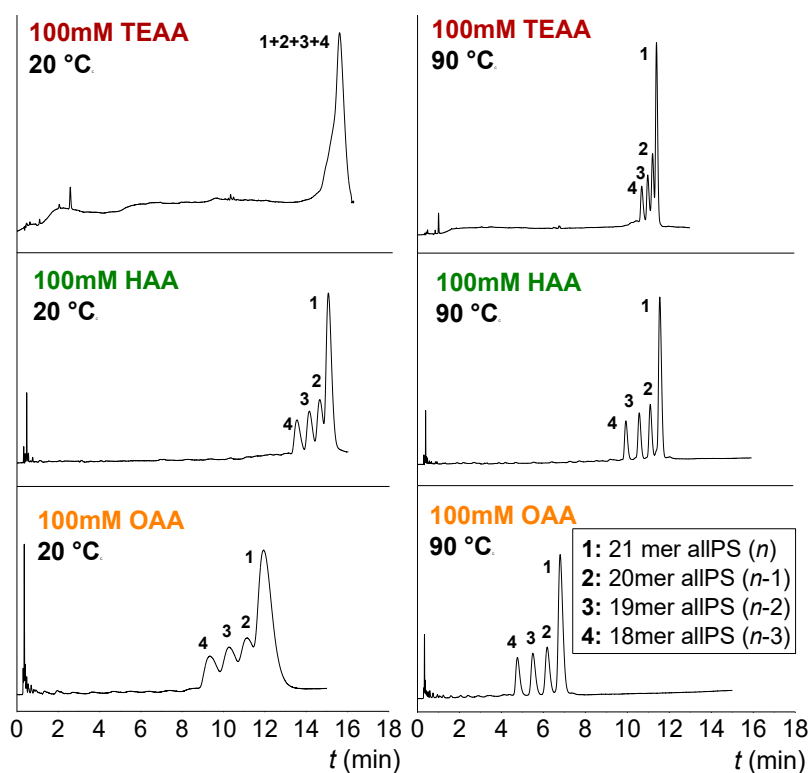 100mM TEAA
20 °C
1+2+3+4
100mM TEAA
90 °C
1
2
3
4
100mM HAA
20 °C
1
2
3
4
100mM HAA
90 °C
1
2
3
4
100mM OAA
20 °C
1
2
3
4
100mM OAA
90 °C
1
2
3
4
1: 21 mer allPS (n)
2: 20mer allPS (n-1)
3: 19mer allPS (n-2)
4: 18mer allPS (n-3)
0 2 4 6 8 10 12 14 16 18
t (min)
0 2 4 6 8 10 12 14 16 18
t (min)